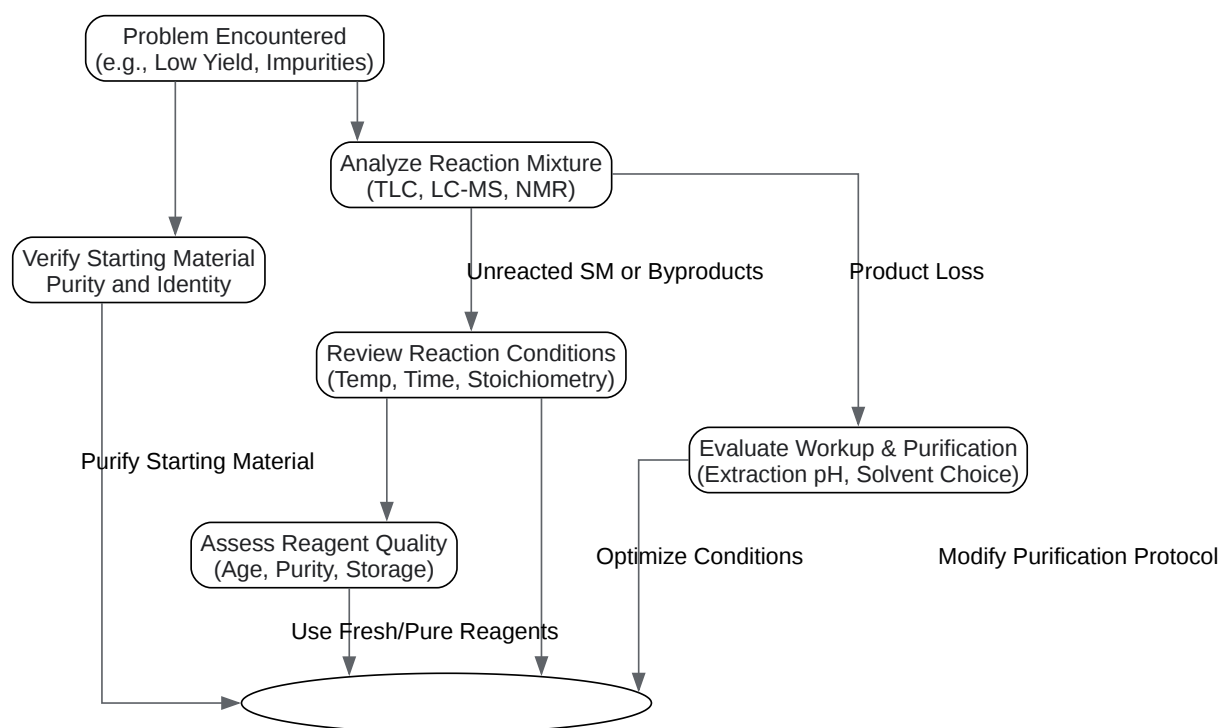 Problem Encountered
(e.g., Low Yield, Impurities)
Analyze Reaction Mixture
(TLC, LC-MS, NMR)
Verify Starting Material
Purity and Identity
Unreacted SM or Byproducts
Product Loss
Review Reaction Conditions
(Temp, Time, Stoichiometry)
Purify Starting Material
Evaluate Workup & Purification
(Extraction pH, Solvent Choice)
Assess Reagent Quality
(Age, Purity, Storage)
Optimize Conditions
Modify Purification Protocol
Use Fresh/Pure Reagents